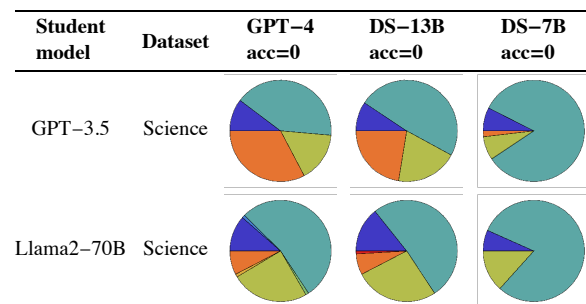 Student model Dataset GPT-4 acc=0 DS-13B acc=0 DS-7B acc=0
GPT-3.5 Science
Llama2-70B Science